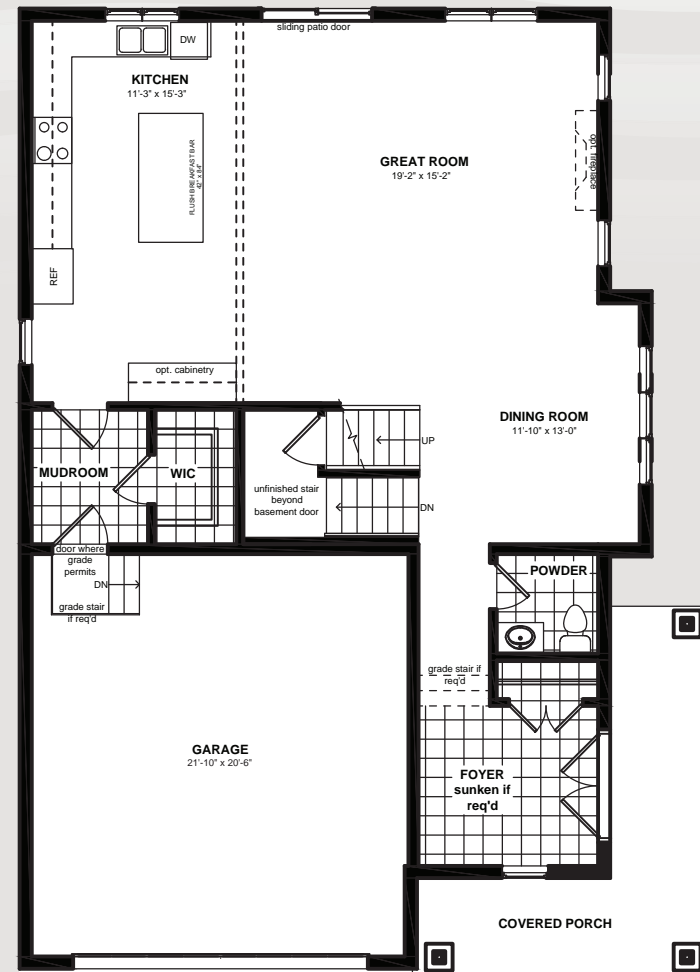 sliding patio door
DW
KITCHEN
11'-3" x 15'-3"
FLUSH BREAKFAST BAR
42" x 84"
GREAT ROOM
19'-2" x 15'-2"
opt. fireplace
REF
opt. cabinetry
DINING ROOM
11'-10" x 13'-0"
UP
MUDROOM
WIC
unfinished stair
beyond
basement door
DN
door where
grade
permits
DN
grade stair
if req'd
POWDER
grade stair if
req'd
GARAGE
21'-10" x 20'-6"
FOYER
sunken if
req'd
COVERED PORCH